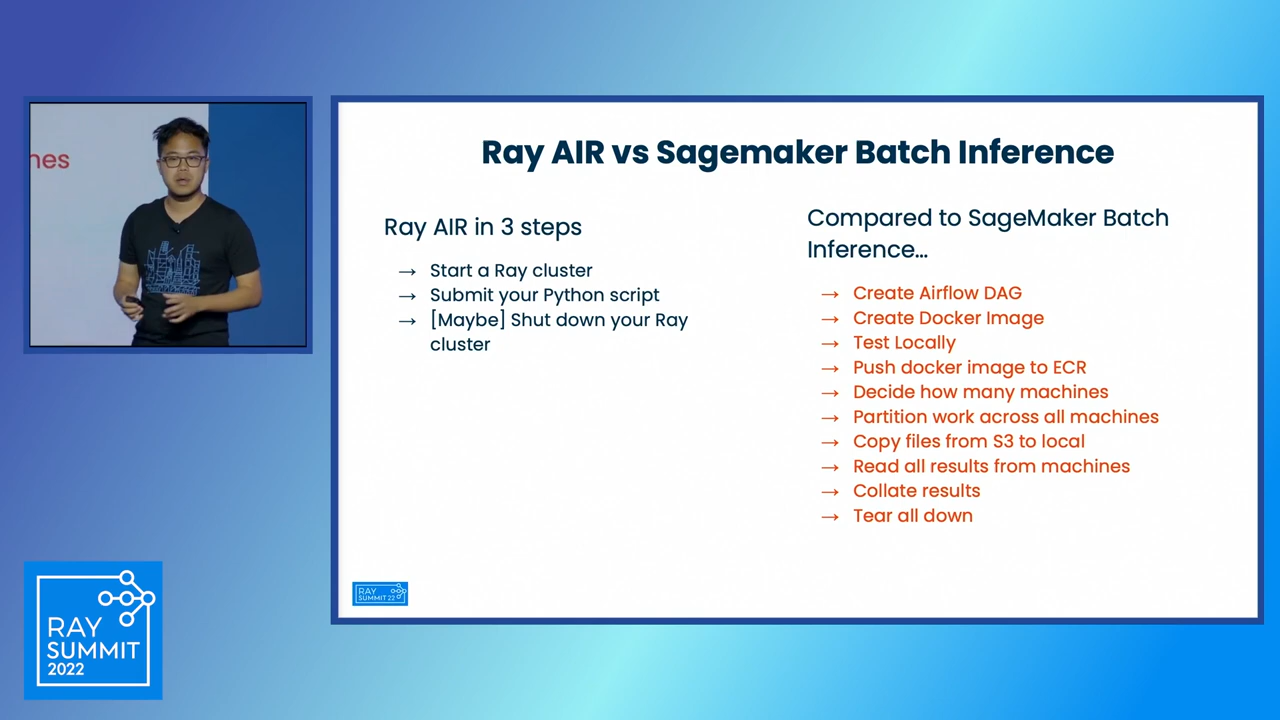 nes
Ray AIR vs Sagemaker Batch Inference
Ray AIR in 3 steps
→ Start a Ray cluster
→ Submit your Python script
→ [Maybe] Shut down your Ray
cluster
Compared to SageMaker Batch
Inference...
→ Create Airflow DAG
→ Create Docker Image
→ Test Locally
→ Push docker image to ECR
→ Decide how many machines
→ Partition work across all machines
→ Copy files from S3 to local
→ Read all results from machines
→ Collate results
→ Tear all down
RAY
SUMMIT 22
RAY
SUMMIT
2022